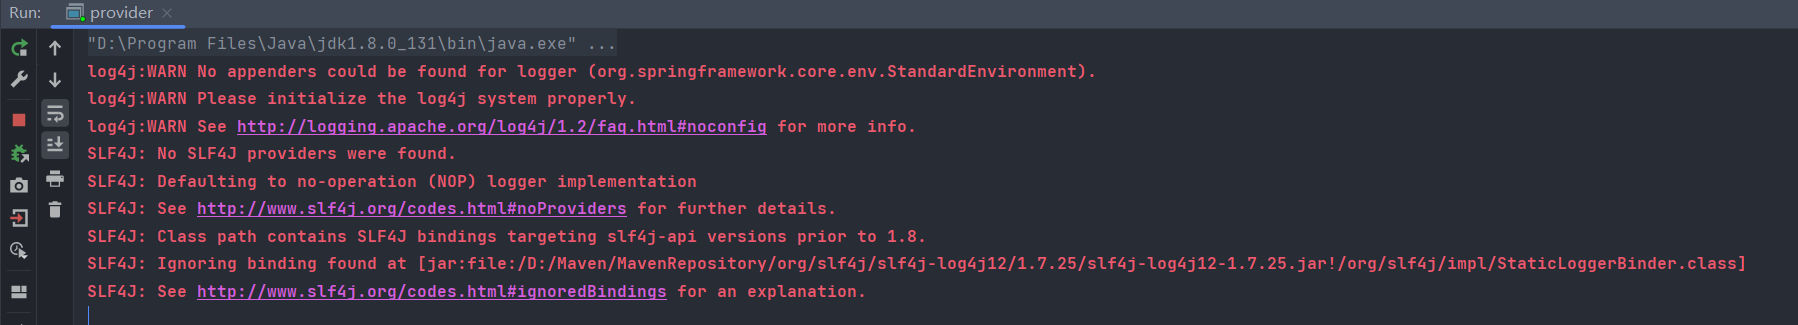 Run: provider
"D:\Program Files\Java\jdk1.8.0_131\bin\java.exe" ...
log4j:WARN No appenders could be found for logger (org.springframework.core.env.StandardEnvironment).
log4j:WARN Please initialize the log4j system properly.
log4j:WARN See http://logging.apache.org/log4j/1.2/faq.html#noconfig for more info.
SLF4J: No SLF4J providers were found.
SLF4J: Defaulting to no-operation (NOP) logger implementation
SLF4J: See http://www.slf4j.org/codes.html#noProviders for further details.
SLF4J: Class path contains SLF4J bindings targeting slf4j-api versions prior to 1.8.
SLF4J: Ignoring binding found at [jar:file:/D:/Maven/MavenRepository/org/slf4j/slf4j-log4j12/1.7.25/slf4j-log4j12-1.7.25.jar!/org/slf4j/impl/StaticLoggerBinder.class]
SLF4J: See http://www.slf4j.org/codes.html#ignoredBindings for an explanation.